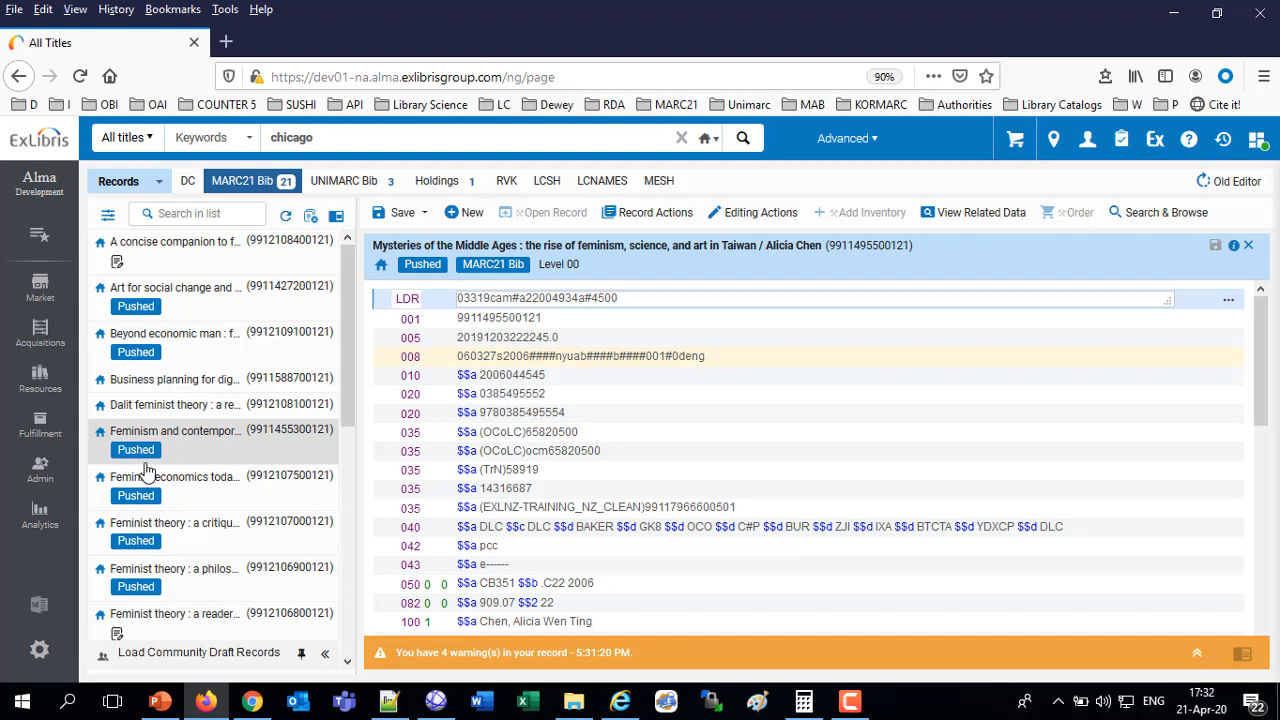 File Edit View History Bookmarks Tools Help
All Titles
https://dev01-na.alma.exlibrisgroup.com/ng/page 90%
D I OBI OAI COUNTER 5 SUSHI API Library Science LC Dewey RDA MARC21 Unimarc MAB KORMARC Authorities Library Catalogs W P Cite it!
ExLibris All titles Keywords chicago Advanced Ex
Alma
Development
Records DC MARC21 Bib 21 UNIMARC Bib 3 Holdings 1 RVK LCSH LCNAMES MESH Old Editor
Search in list Save New Open Record Record Actions Editing Actions Add Inventory View Related Data Order Search & Browse
Market
Acquisitions
Resources
Fulfillment
Admin
Analytics
A concise companion to f... (9912108400121)
Art for social change and ... (9911427200121)
Pushed
Beyond economic man : f... (9912109100121)
Pushed
Business planning for dig... (9911588700121)
Dalit feminist theory : a re... (9912108100121)
Feminism and contempor... (9911455300121)
Pushed
economics toda... (9912107500121)
Pushed
Feminist theory : a critiqu... (9912107000121)
Pushed
Feminist theory : a philos... (9912106900121)
Pushed
Feminist theory : a reader... (9912106800121)
Load Community Draft Records
Mysteries of the Middle Ages : the rise of feminism, science, and art in Taiwan / Alicia Chen (9911495500121)
Pushed MARC21 Bib Level 00
LDR 03319cam#a22004934a#4500
001 9911495500121
005 20191203222245.0
008 060327s2006####nyuab####b####001#0deng
010 $$a 2006044545
020 $$a 0385495552
020 $$a 9780385495554
035 $$a (OCoLC)65820500
035 $$a (OCoLC)ocm65820500
035 $$a (TrN)58919
035 $$a 14316687
035 $$a (EXLNZ-TRAINING_NZ_CLEAN)99117966600501
040 $$a DLC $$c DLC $$d BAKER $$d GK8 $$d OCO $$d CRP $$d BUR $$d ZJI $$d IXA $$d BTCTA $$d YDXCP $$d DLC
042 $$a pcc
043 $$a e------
050 0 0 $$a CB351 $$b .C22 2006
082 0 0 $$a 909.07 $$2 22
100 1 $$a Chen, Alicia Wen Ting
You have 4 warning(s) in your record - 5:31:20 PM.
ENG 17:32
21-Apr-20 22